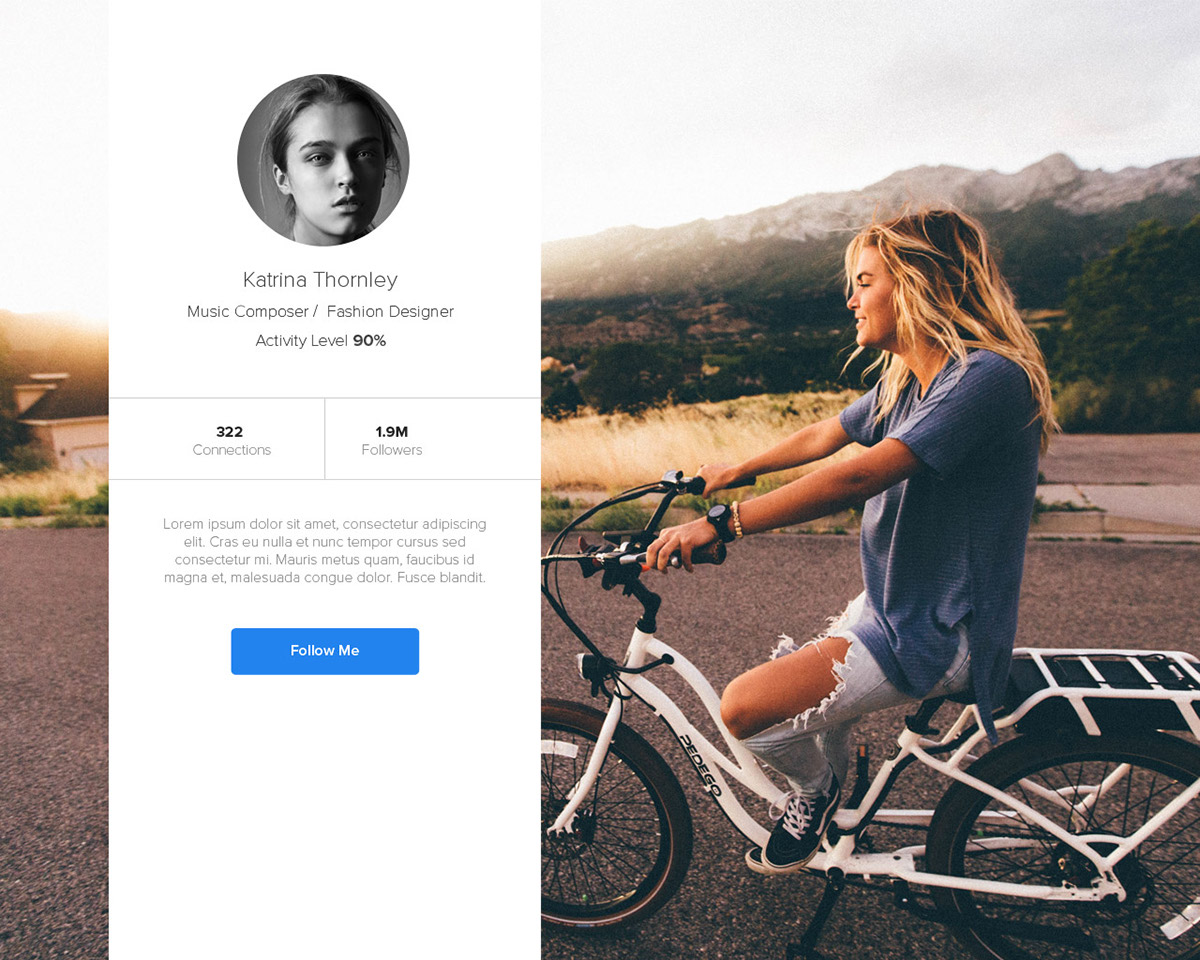 Katrina Thornley
Music Composer /  Fashion Designer
Activity Level 90%
322
Connections
1.9M
Followers
Lorem ipsum dolor sit amet, consectetur adipiscing
elit. Cras eu nulla et nunc tempor cursus sed
consectetur mi. Mauris metus quam, faucibus id
magna et, malesuada congue dolor. Fusce blandit.
Follow Me
PEDEGO